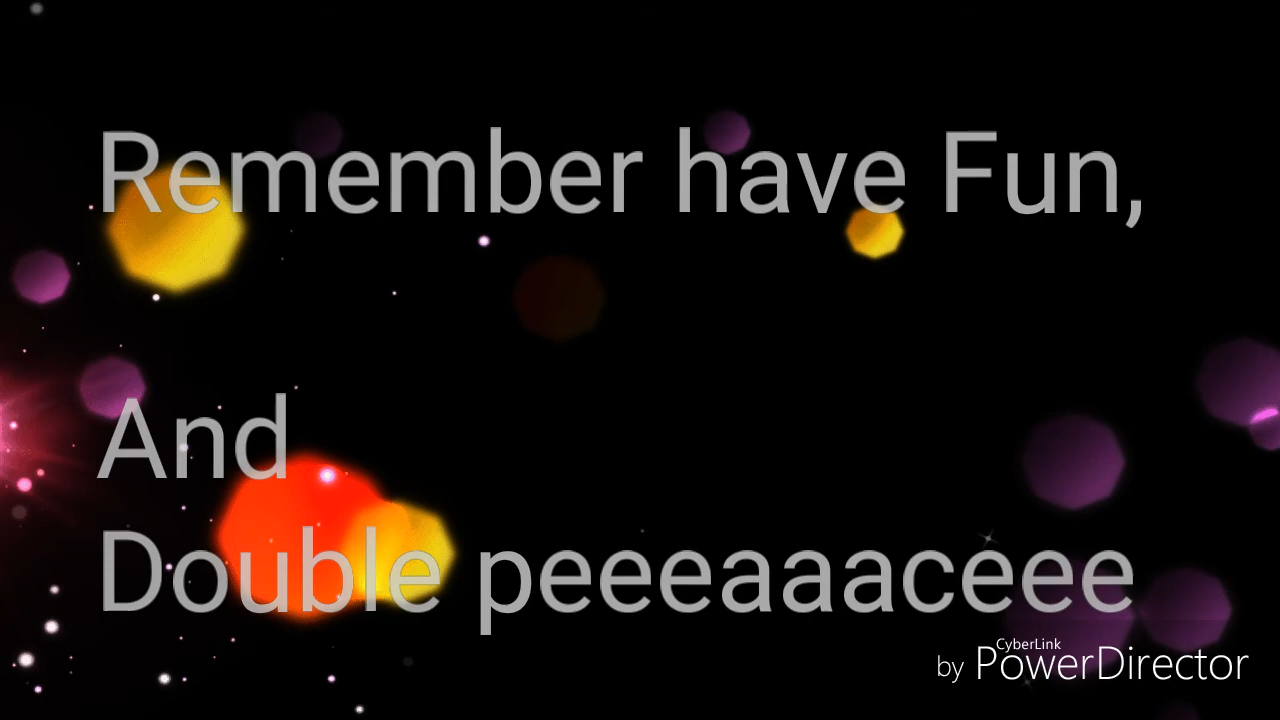 Remember have Fun,
And
Double peeeaaaceee
CyberLink
by PowerDirector